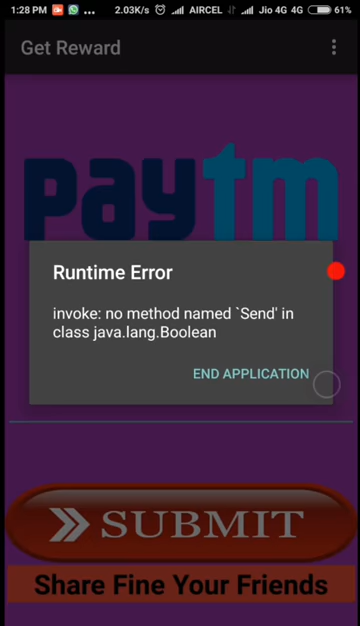 1:28 PM ... 2.03K/s AIRCEL Jio 4G 4G 61%
Get Reward
paytm
Runtime Error
invoke: no method named `Send' in
class java.lang.Boolean
END APPLICATION
SUBMIT
Share Fine Your Friends